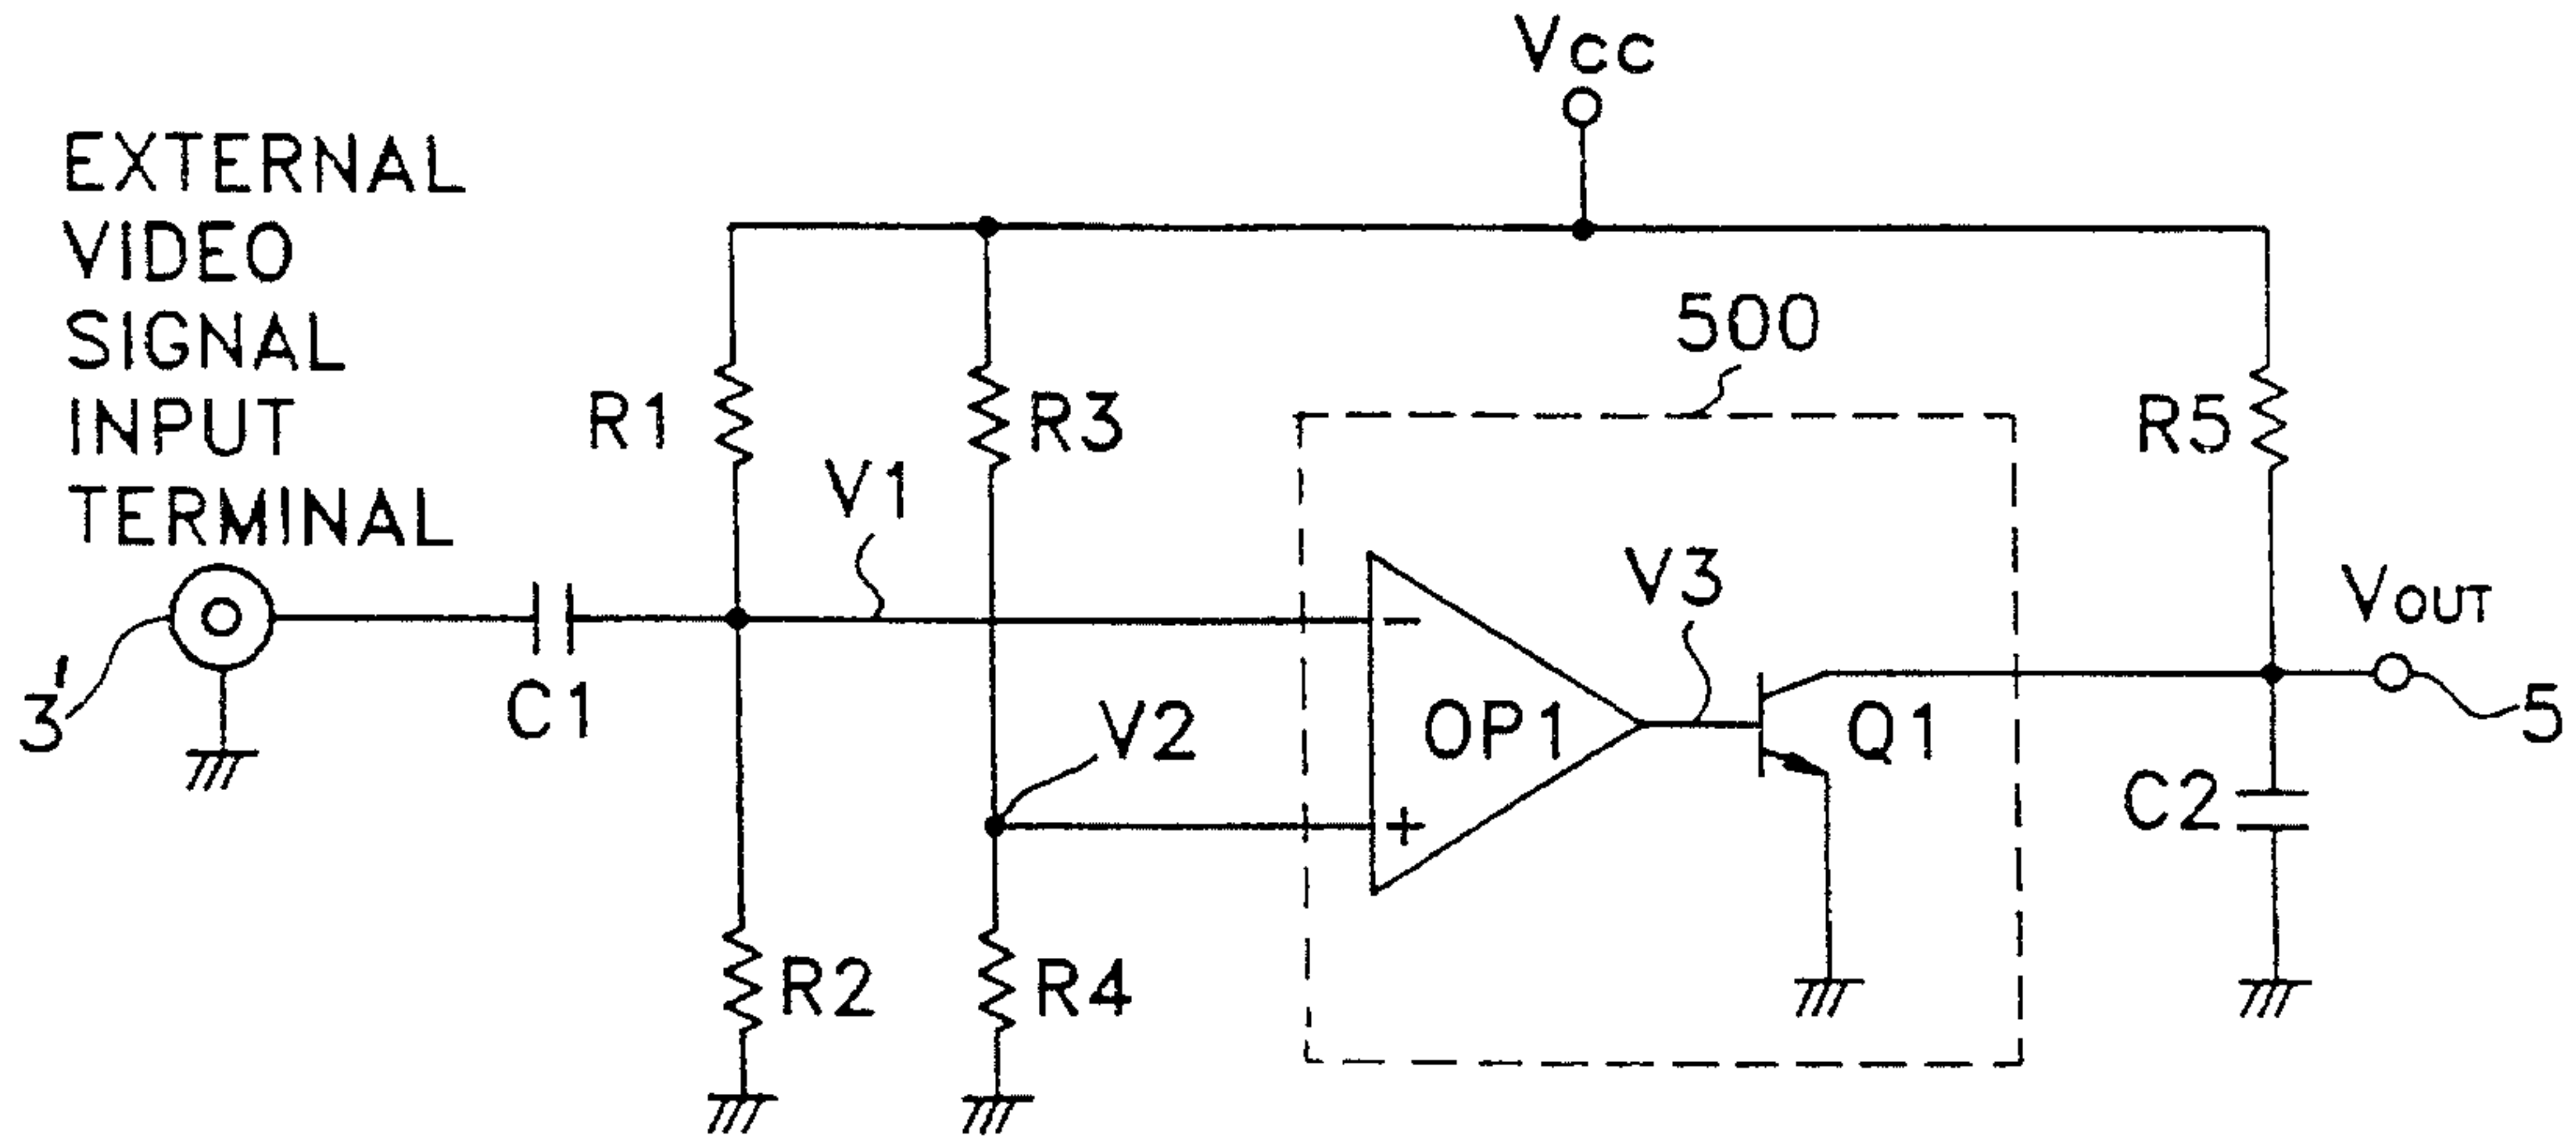 Vcc
EXTERNAL
VIDEO
SIGNAL
INPUT
TERMINAL
500
R1
R3
R5
V1
V3
VOUT
3'
C1
V2
-
+
OP1
Q1
5
C2
R2
R4